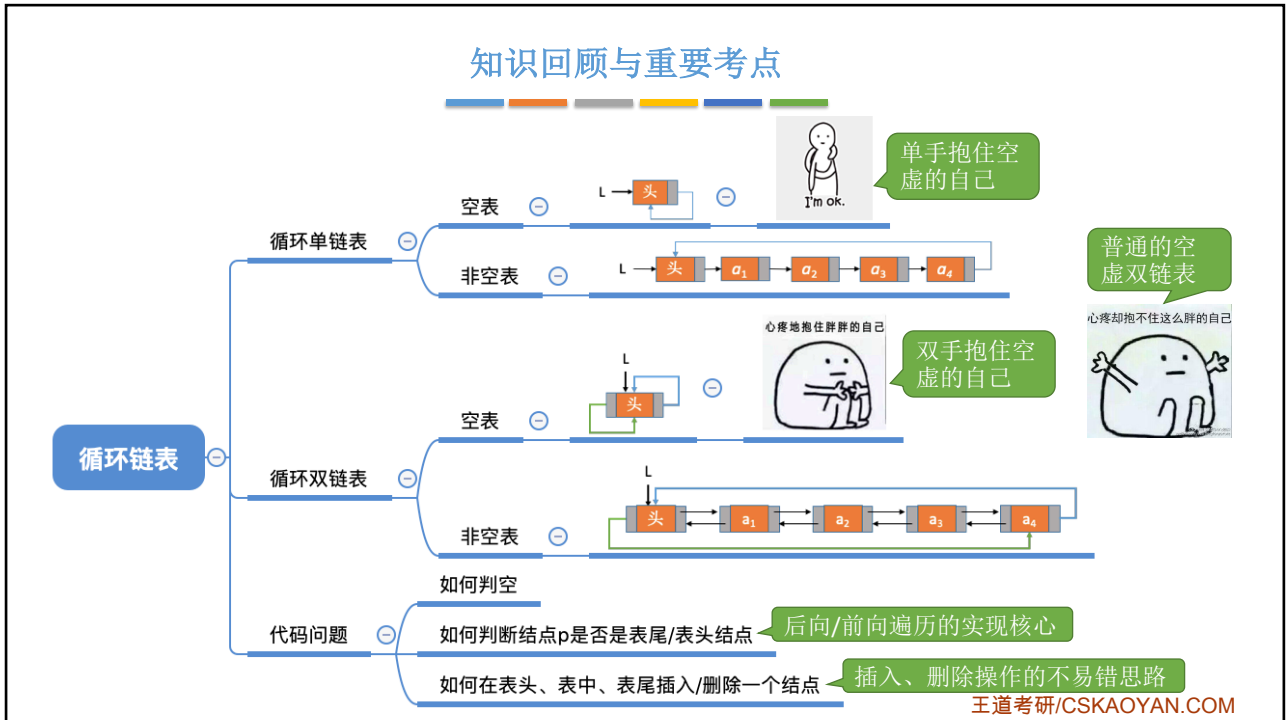 知识回顾与重要考点
I'm ok.
单手抱住空
虚的自己
空表
L
头
循环单链表
非空表
L
头
a₁
a₂
a₃
a₄
普通的空
虚双链表
心疼却抱不住这么胖的自己
心疼地抱住胖胖的自己
双手抱住空
虚的自己
空表
L
头
循环链表
循环双链表
非空表
L
头
a₁
a₂
a₃
a₄
代码问题
如何判空
如何判断结点p是否是表尾/表头结点
后向/前向遍历的实现核心
如何在表头、表中、表尾插入/删除一个结点
插入、删除操作的不易错思路
王道考研/CSKAOYAN.COM